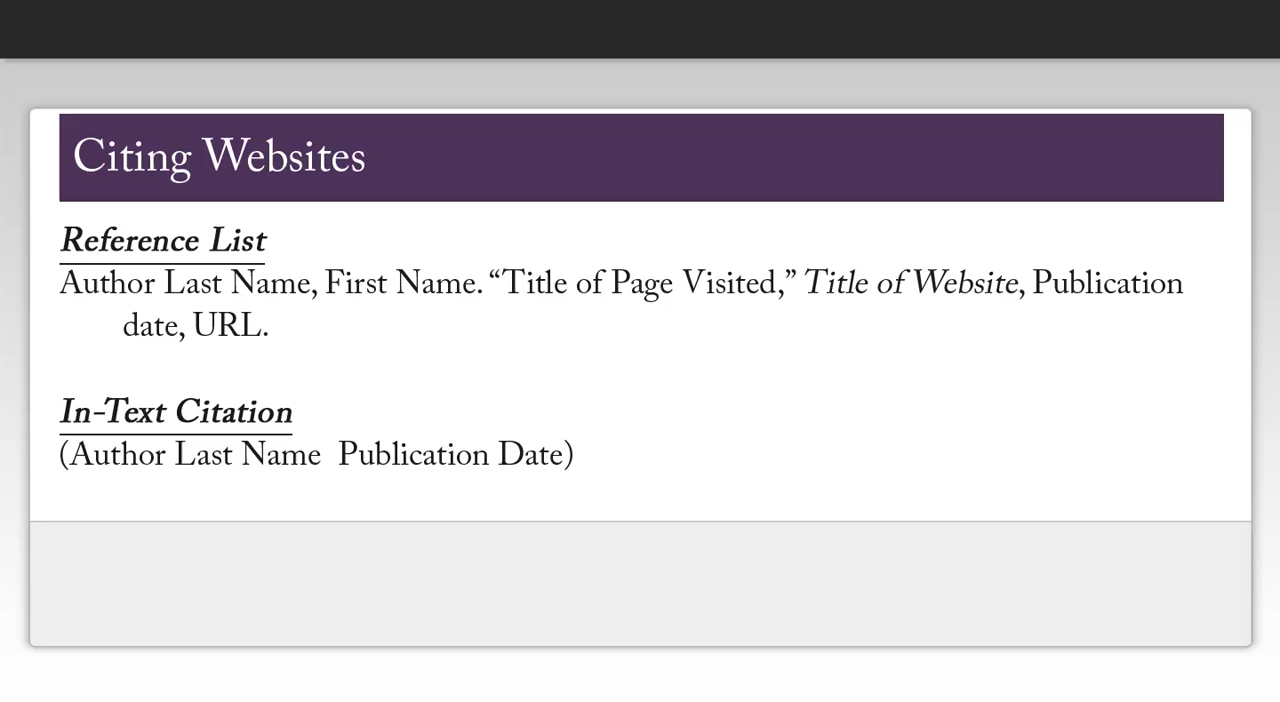 Citing Websites
Reference List
Author Last Name, First Name. “Title of Page Visited,” Title of Website, Publication
date, URL.
In-Text Citation
(Author Last Name  Publication Date)